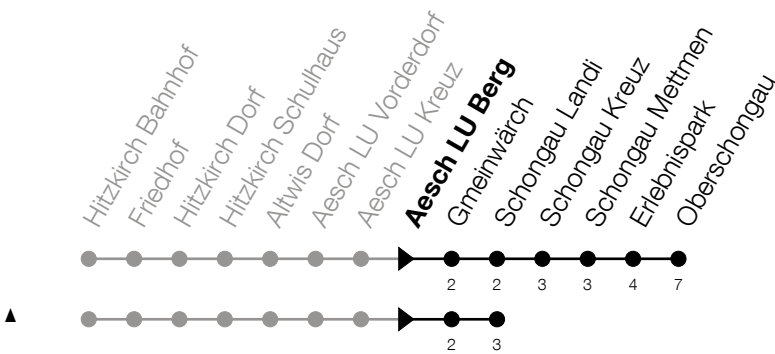 Hitzkirch Bahnhof
Friedhof
Hitzkirch Dorf
Hitzkirch Schulhaus
Altwis Dorf
Aesch LU Vorderdorf
Aesch LU Kreuz
Aesch LU Berg
Gmeinwärch
Schongau Landi
Schongau Kreuz
Schongau Mettmen
Erlebnispark
Oberschongau
2 2 3 3 4 7
▲
2 3